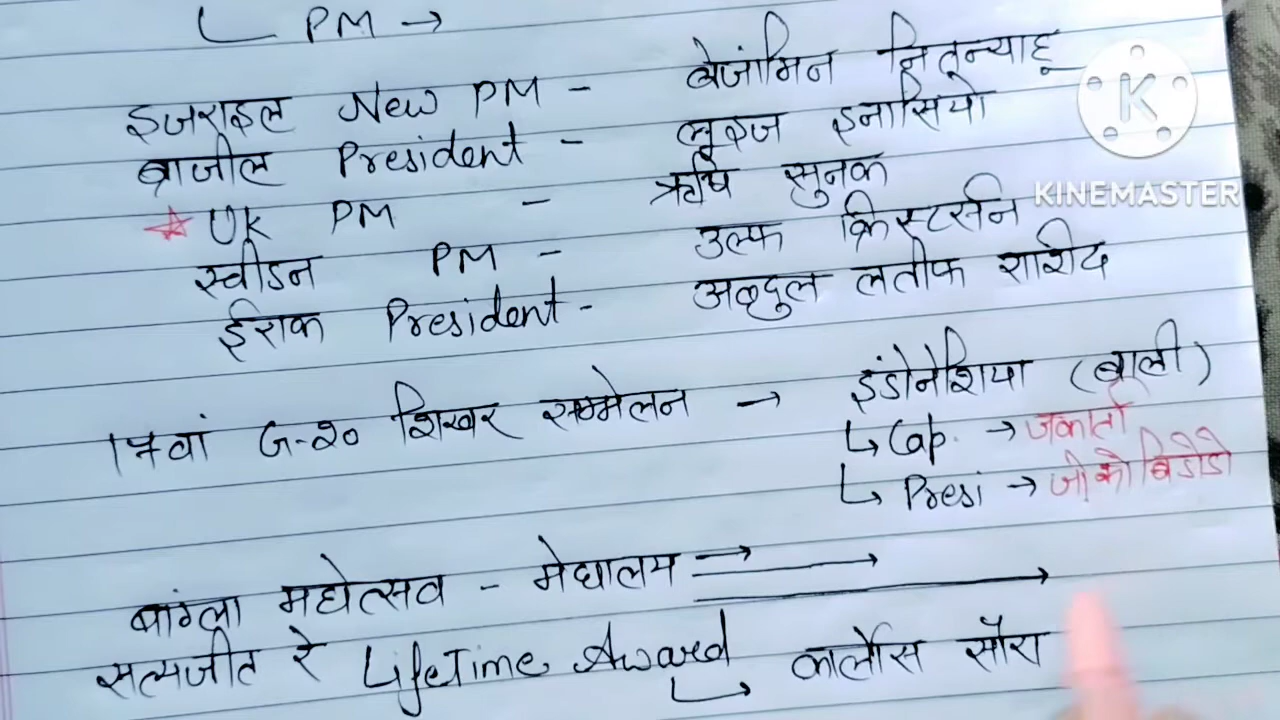 PM →
इजराइल New PM - बेजांमिन नितन्याहू
ब्राजील President - लूइज इनासियो
UK PM - ऋषि सुनक
स्वीडन PM - उल्फ क्रिस्टर्सन
ईराक President - अब्दुल लतीफ राशीद
17वां G-20 शिखर सम्मेलन → इंडोनेशिया (बाली)
Cap. → जकार्ता
Presi → जोको विडोडो
बांग्ला महोत्सव - मेघालय →
सत्यजीत रे LifeTime Award
कार्लोस सौरा
K
KINEMASTER